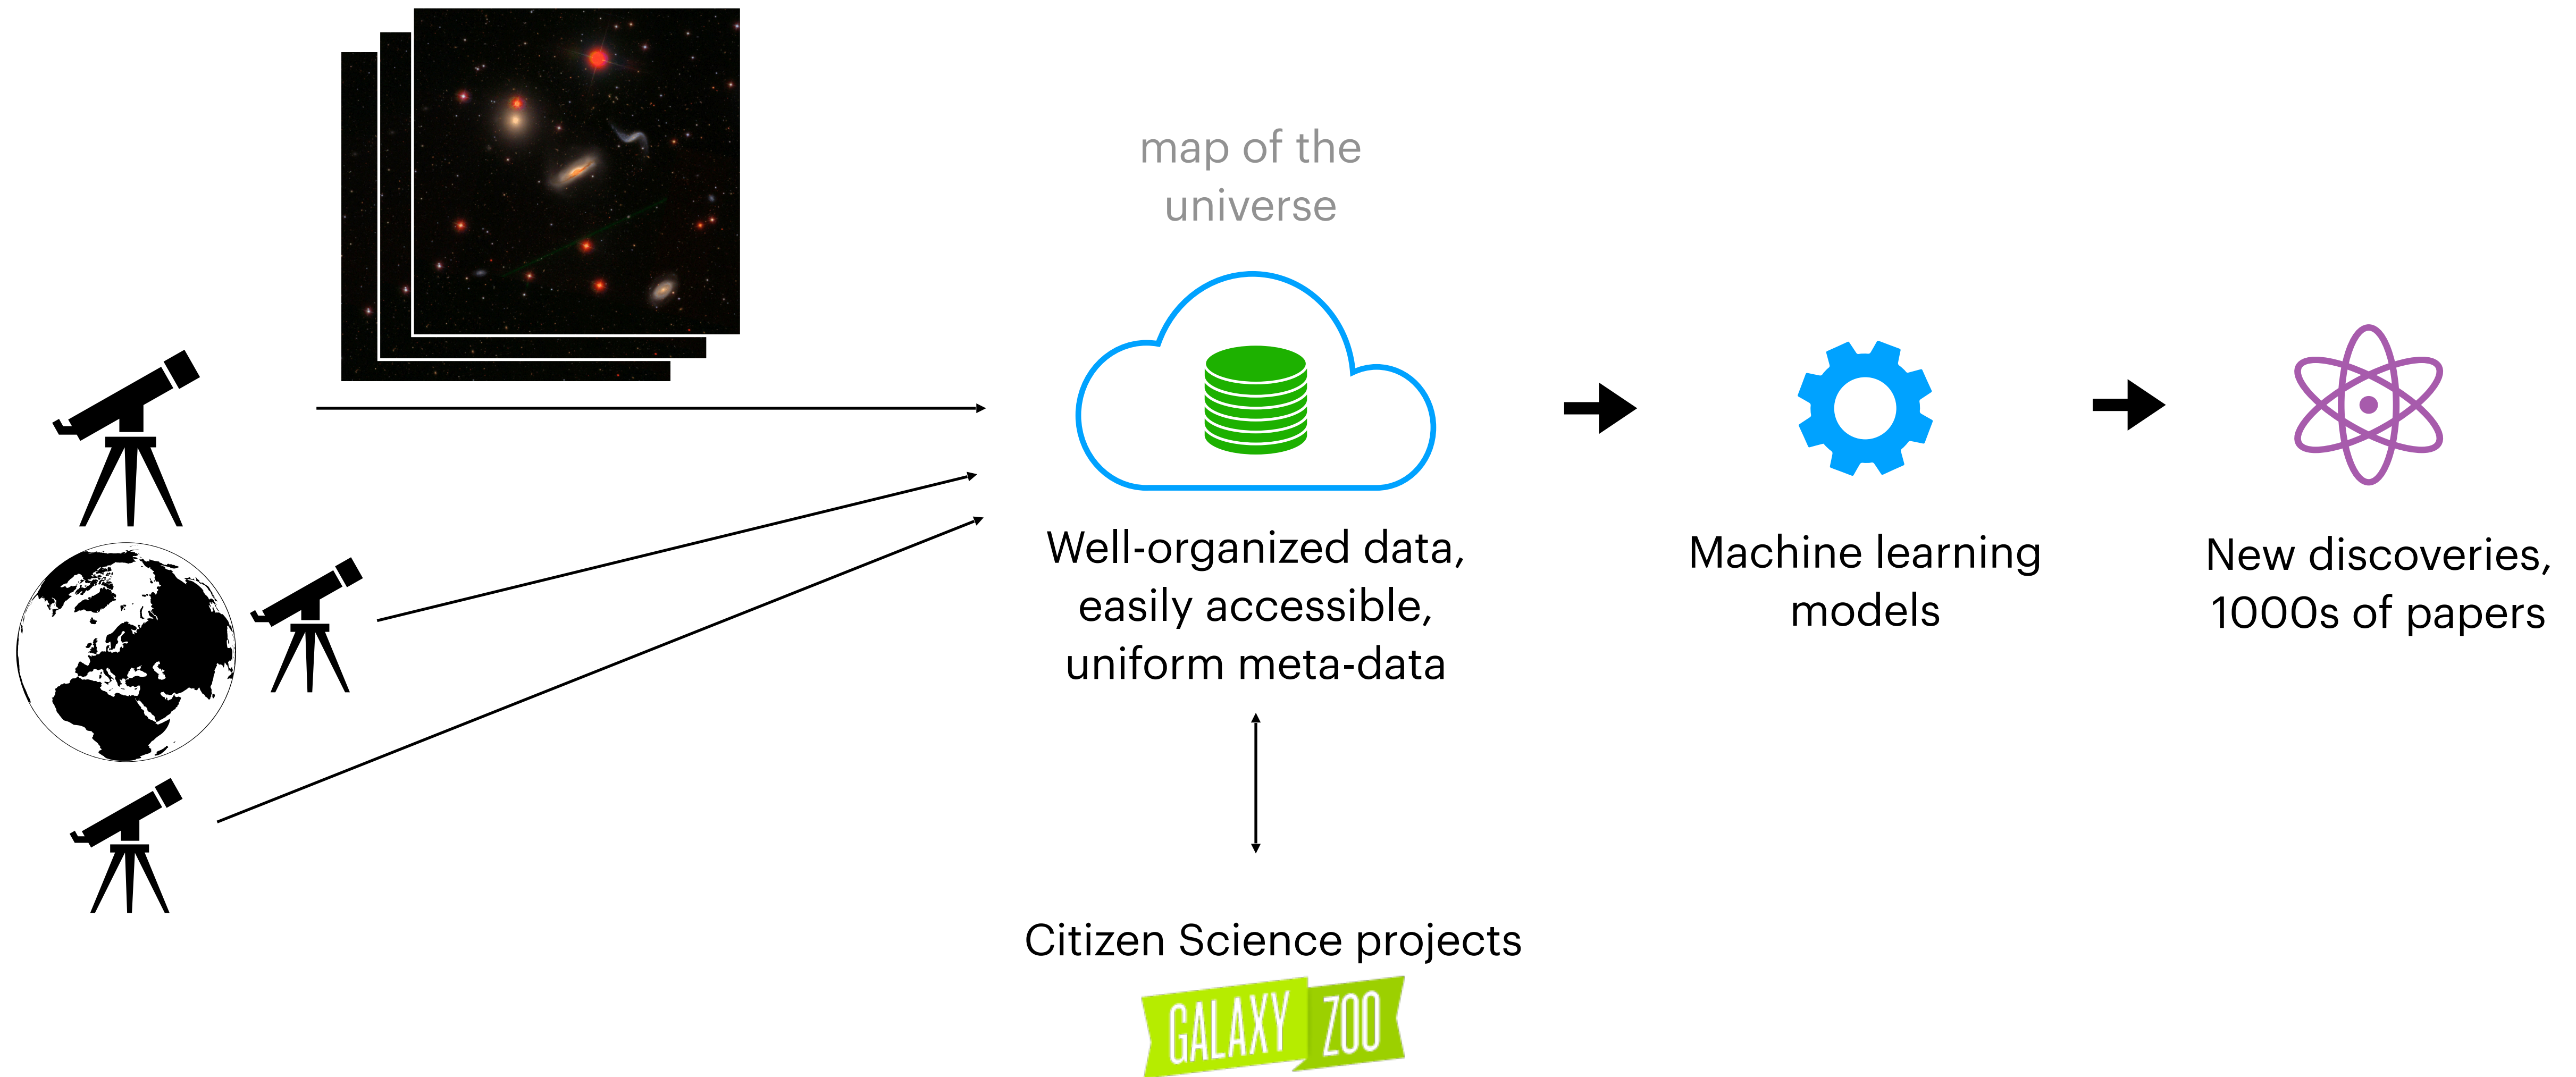 map of the
universe
Well-organized data,
easily accessible,
uniform meta-data
Machine learning
models
New discoveries,
1000s of papers
Citizen Science projects
GALAXY ZOO